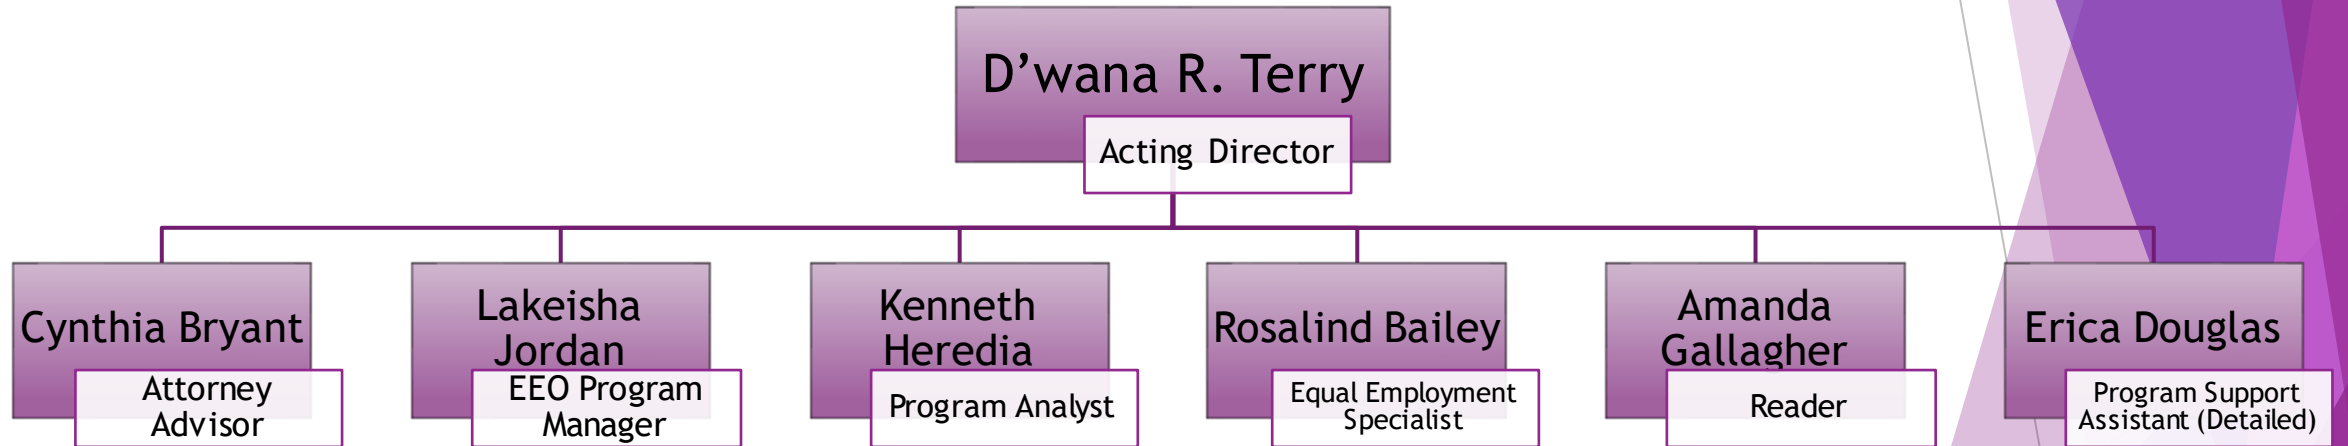 D’wana R. Terry
Acting Director
Cynthia Bryant
Attorney
Advisor
Lakeisha
Jordan
EEO Program
Manager
Kenneth
Heredia
Program Analyst
Rosalind Bailey
Equal Employment
Specialist
Amanda
Gallagher
Reader
Erica Douglas
Program Support
Assistant (Detailed)